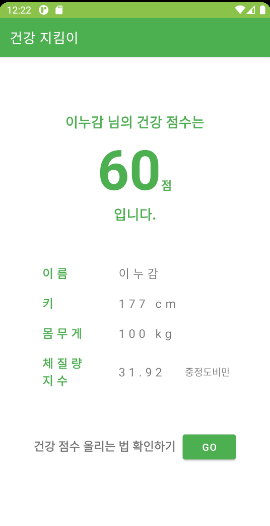 12:22
건강 지킴이
이누감 님의 건강 점수는
60점
입니다.
이름 이누감
키 177 cm
몸무게 100 kg
체질량
지수 31.92 중정도비만
건강 점수 올리는 법 확인하기 GO